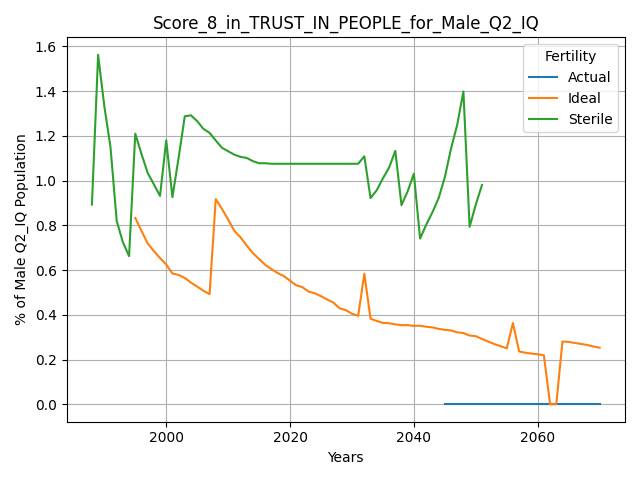 Score_8_in_TRUST_IN_PEOPLE_for_Male_Q2_IQ
Fertility
Actual
Ideal
Sterile
% of Male Q2_IQ Population
1.6
1.4
1.2
1.0
0.8
0.6
0.4
0.2
0.0
2000 2020 2040 2060
Years